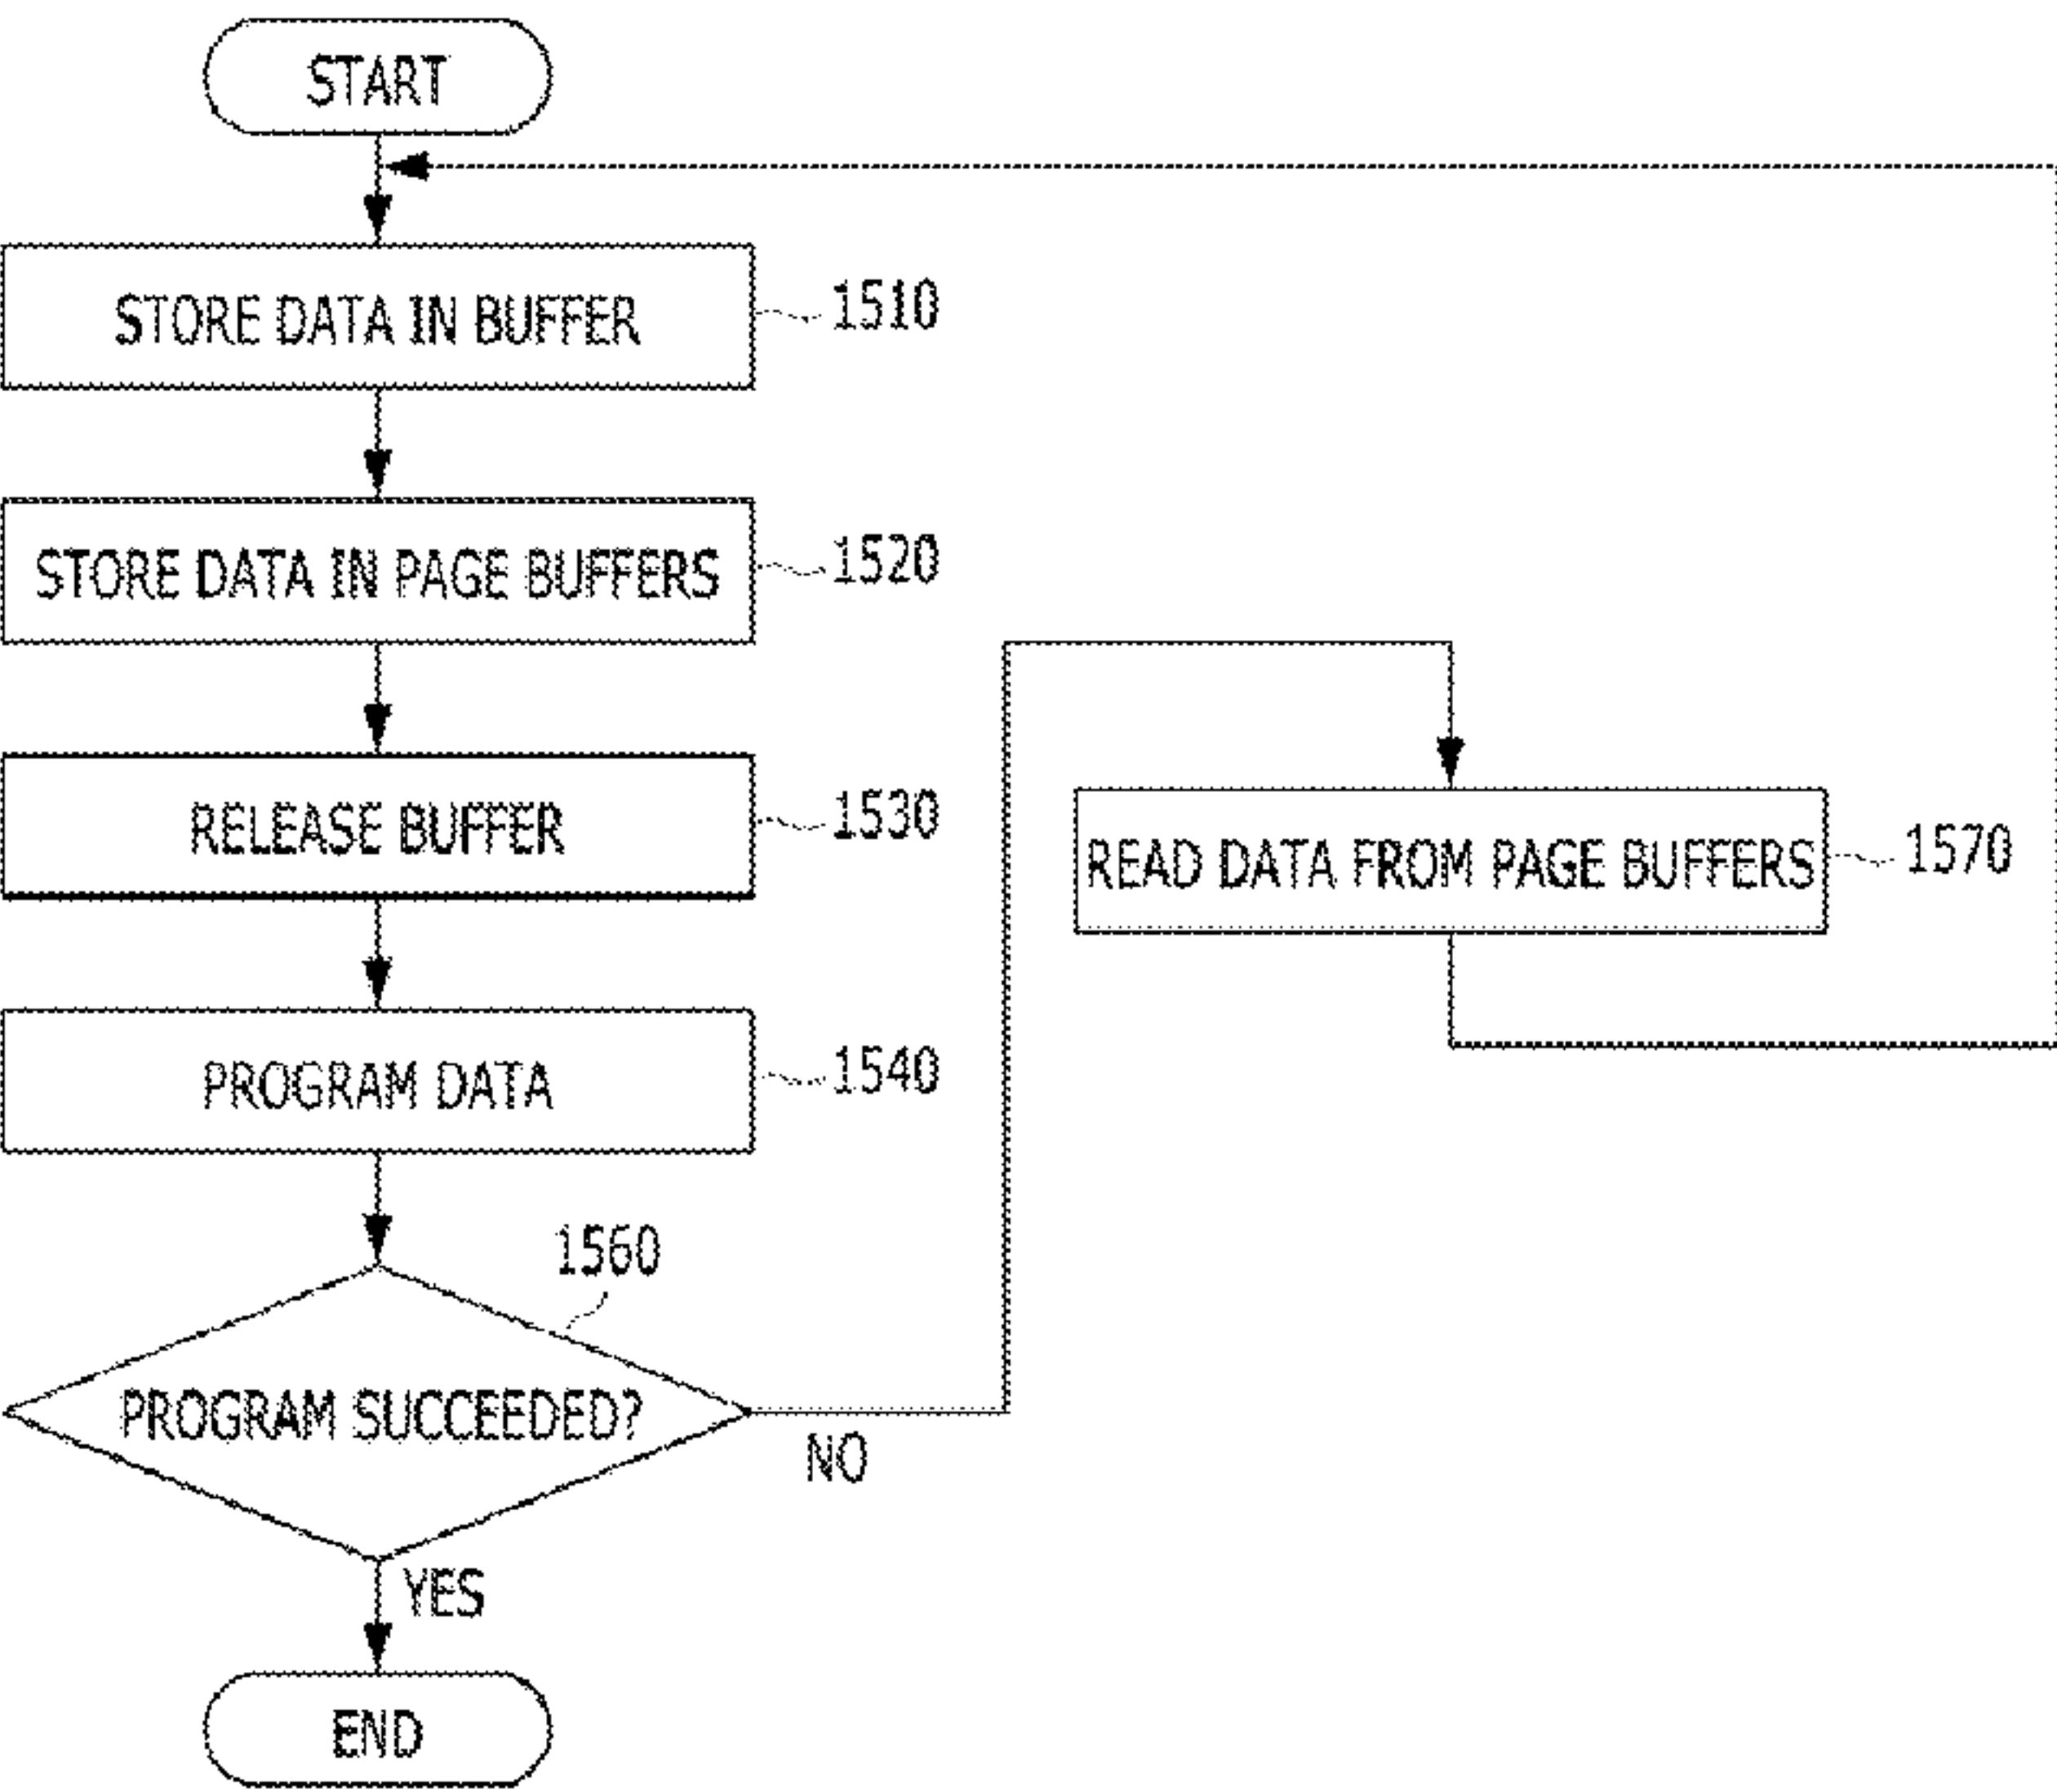 START
STORE DATA IN BUFFER
1510
STORE DATA IN PAGE BUFFERS
1520
RELEASE BUFFER
1530
READ DATA FROM PAGE BUFFERS
1570
PROGRAM DATA
1540
1560
PROGRAM SUCCEEDED?
NO
YES
END